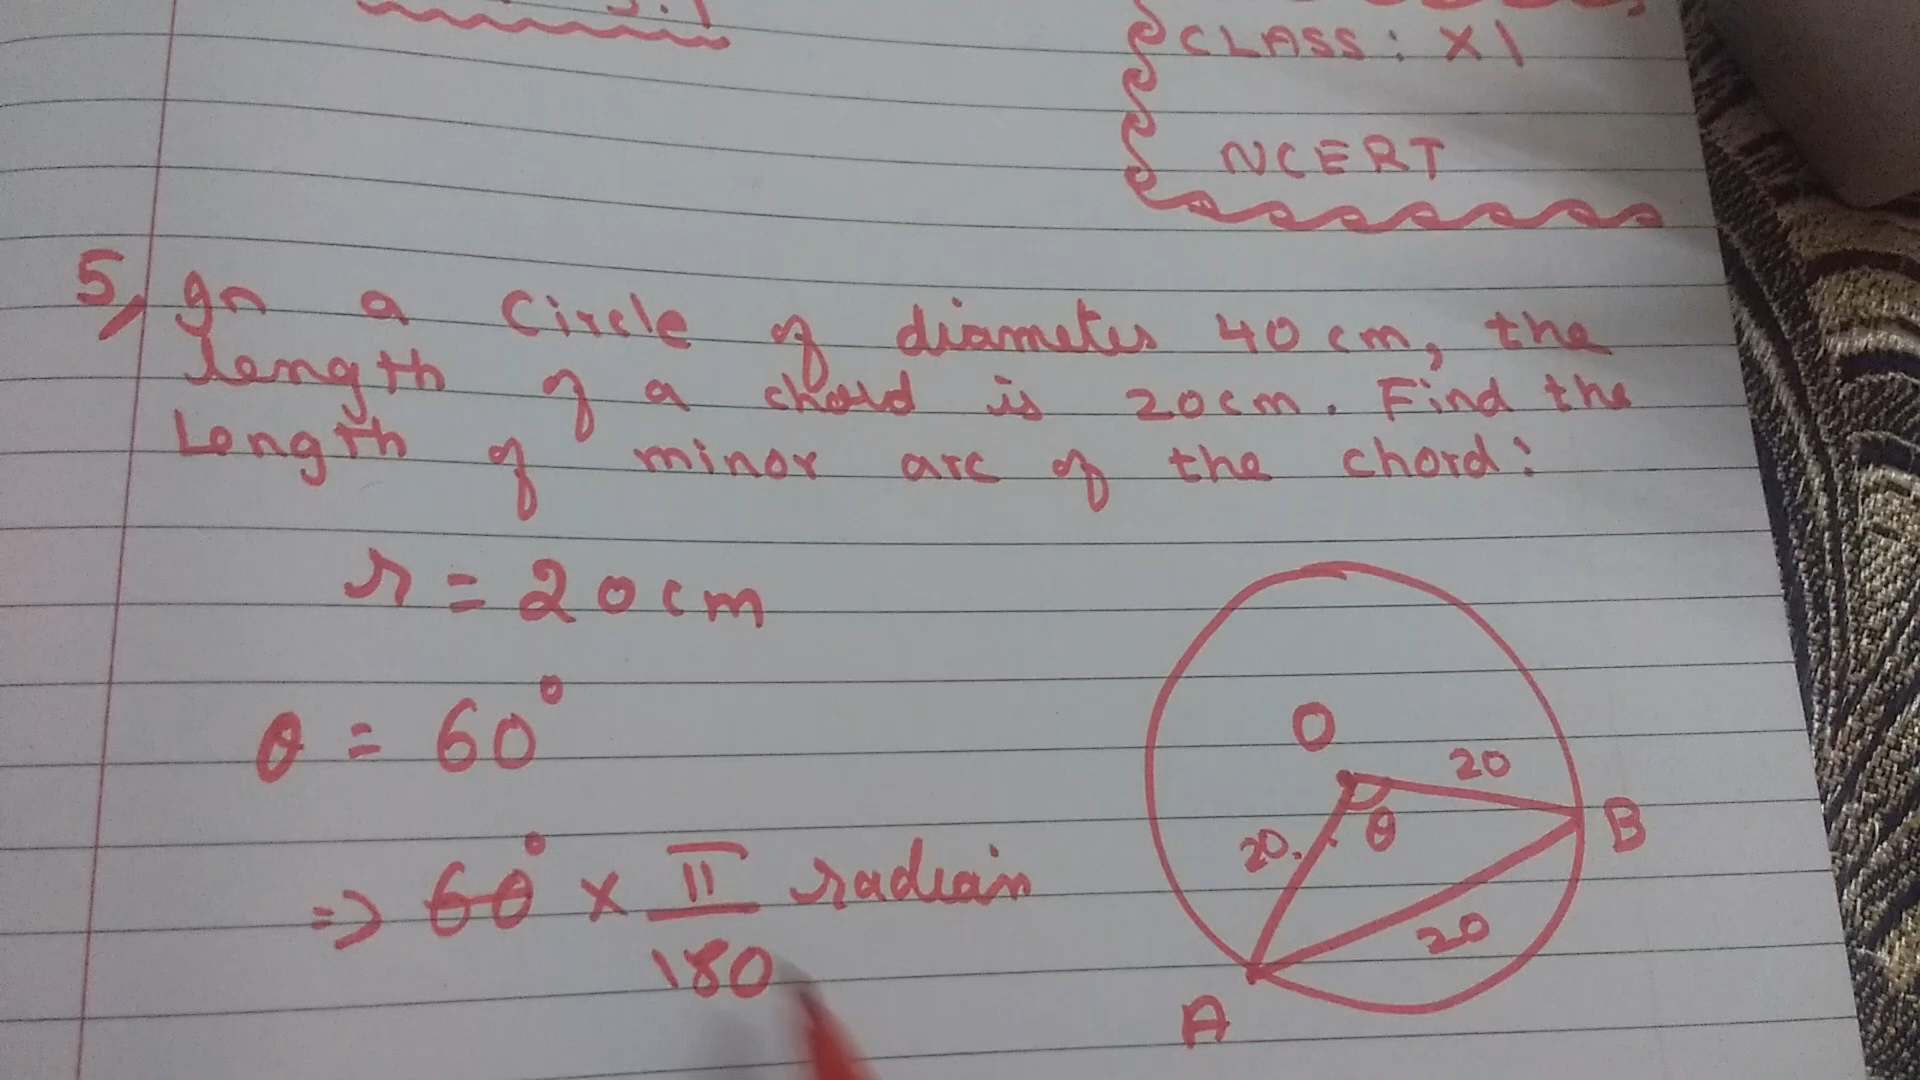 CLASS: XI
NCERT
5, In a Circle of diameter 40 cm, the
length of a chord is 20cm. Find the
Length of minor arc of the chord:
r = 20cm
θ = 60°
⇒ 60° × π/180 radian
O
20
θ
B
20.
20
A